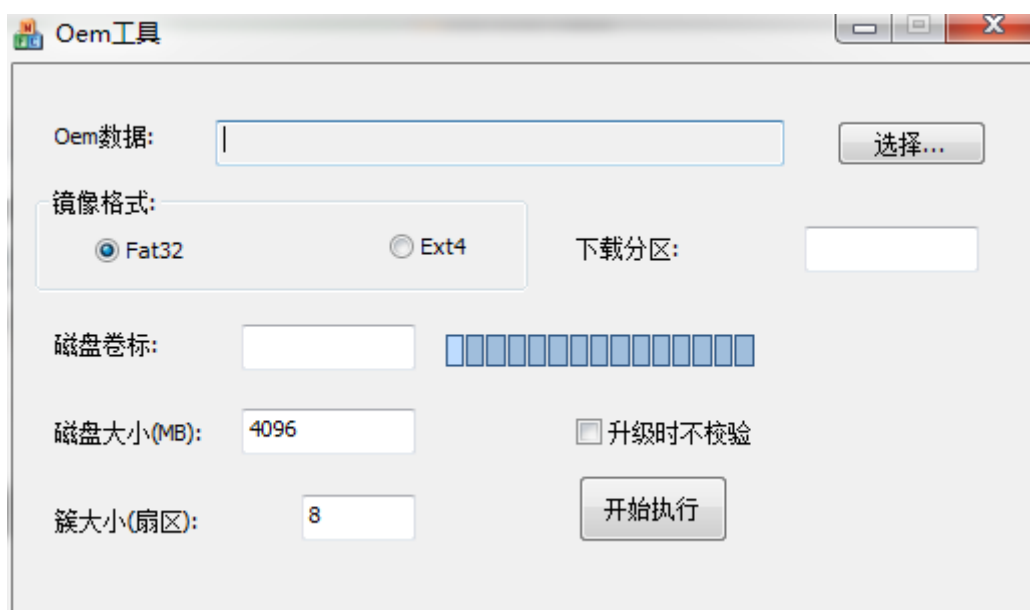 Oem工具
Oem数据: 选择...
镜像格式:
Fat32 Ext4 下载分区:
磁盘卷标:
磁盘大小(MB): 4096 升级时不校验
簇大小(扇区): 8 开始执行